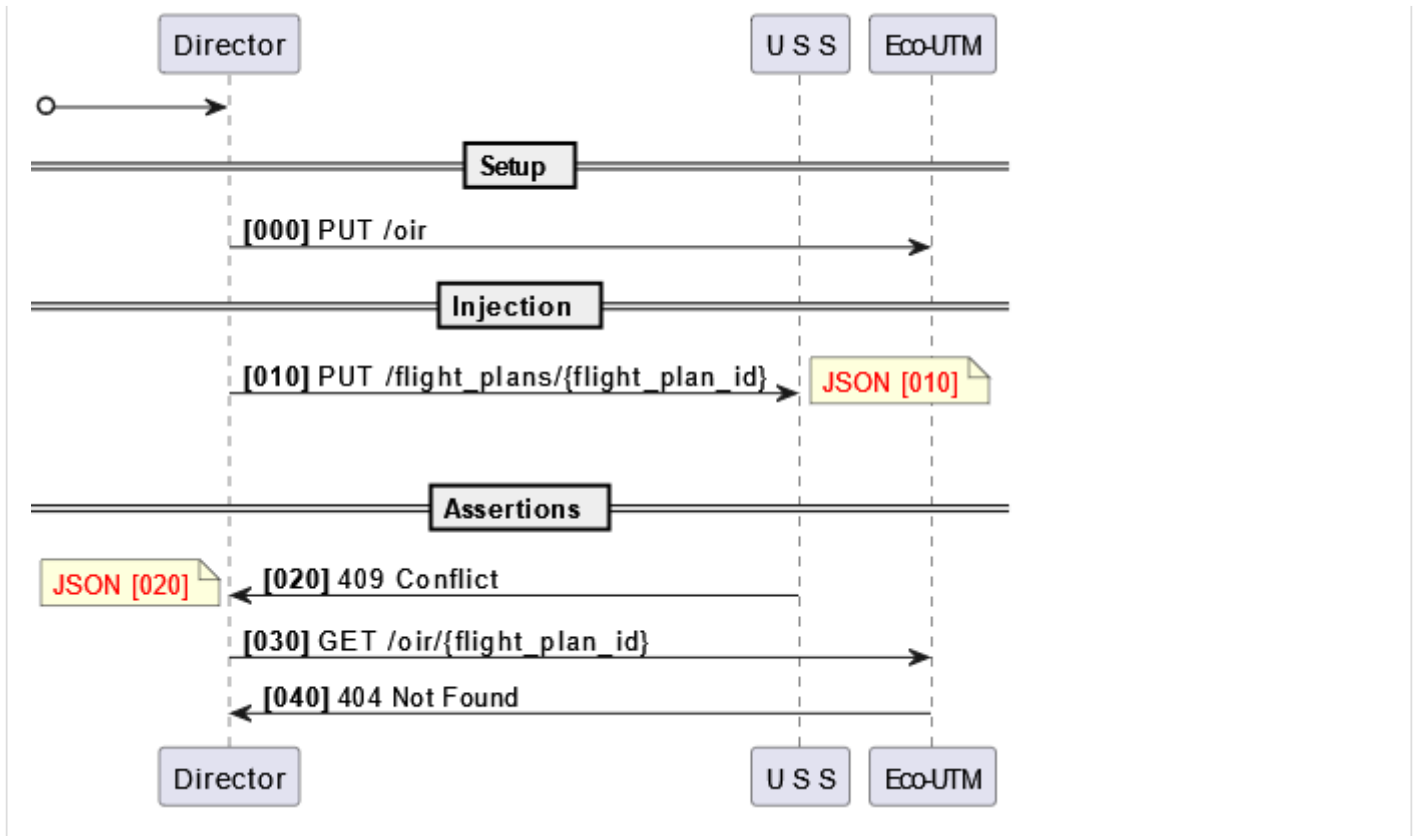 Director
U S S
Eco-UTM
Setup
[000] PUT /oir
Injection
[010] PUT /flight_plans/{flight_plan_id}
JSON [010]
Assertions
JSON [020]
[020] 409 Conflict
[030] GET /oir/{flight_plan_id}
[040] 404 Not Found
Director
U S S
Eco-UTM